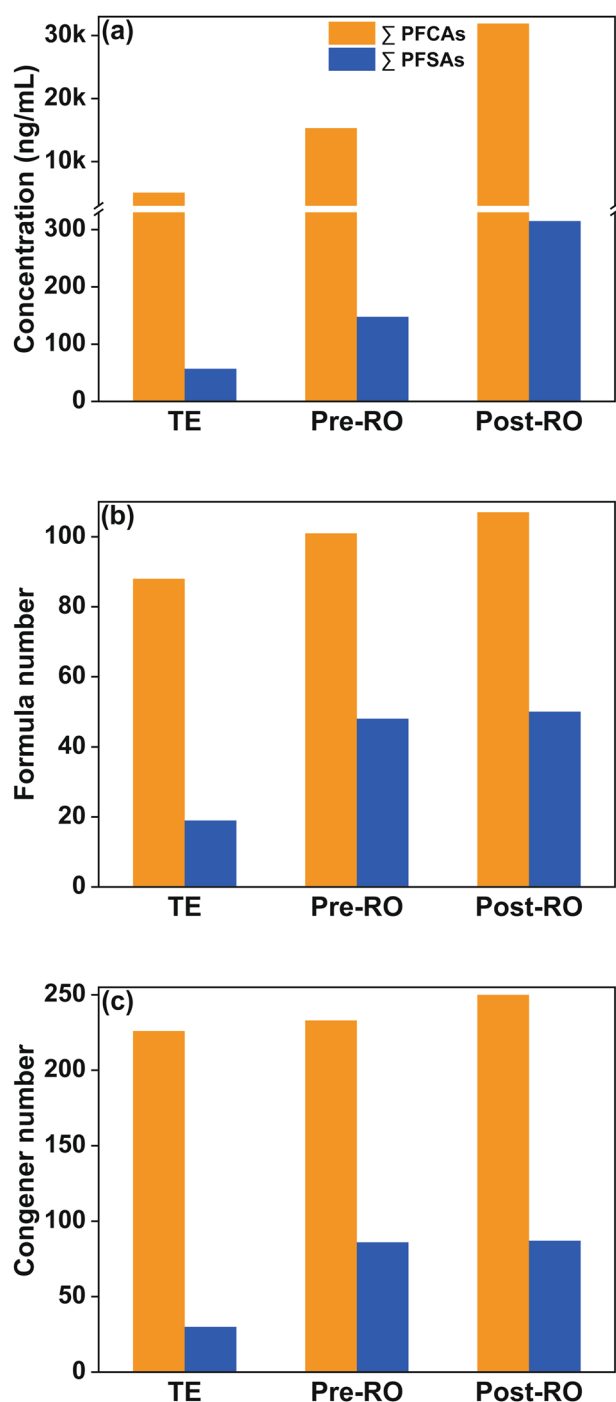 (a)
∑ PFCAs
∑ PFSAs
Concentration (ng/mL)
30k
20k
10k
300
200
100
0
TE Pre-RO Post-RO
(b)
Formula number
100
80
60
40
20
0
TE Pre-RO Post-RO
(c)
Congener number
250
200
150
100
50
0
TE Pre-RO Post-RO